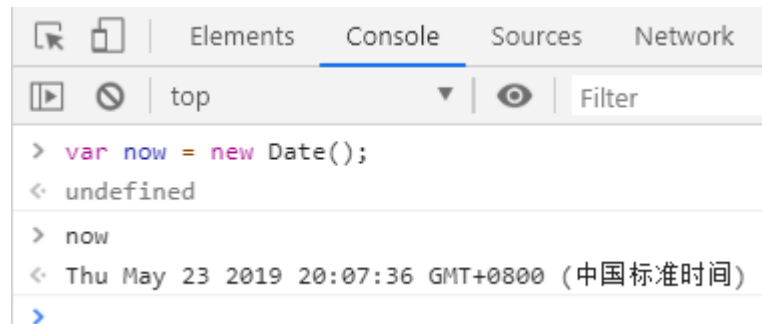 Elements Console Sources Network
top Filter
> var now = new Date();
undefined
> now
Thu May 23 2019 20:07:36 GMT+0800 (中国标准时间)
>